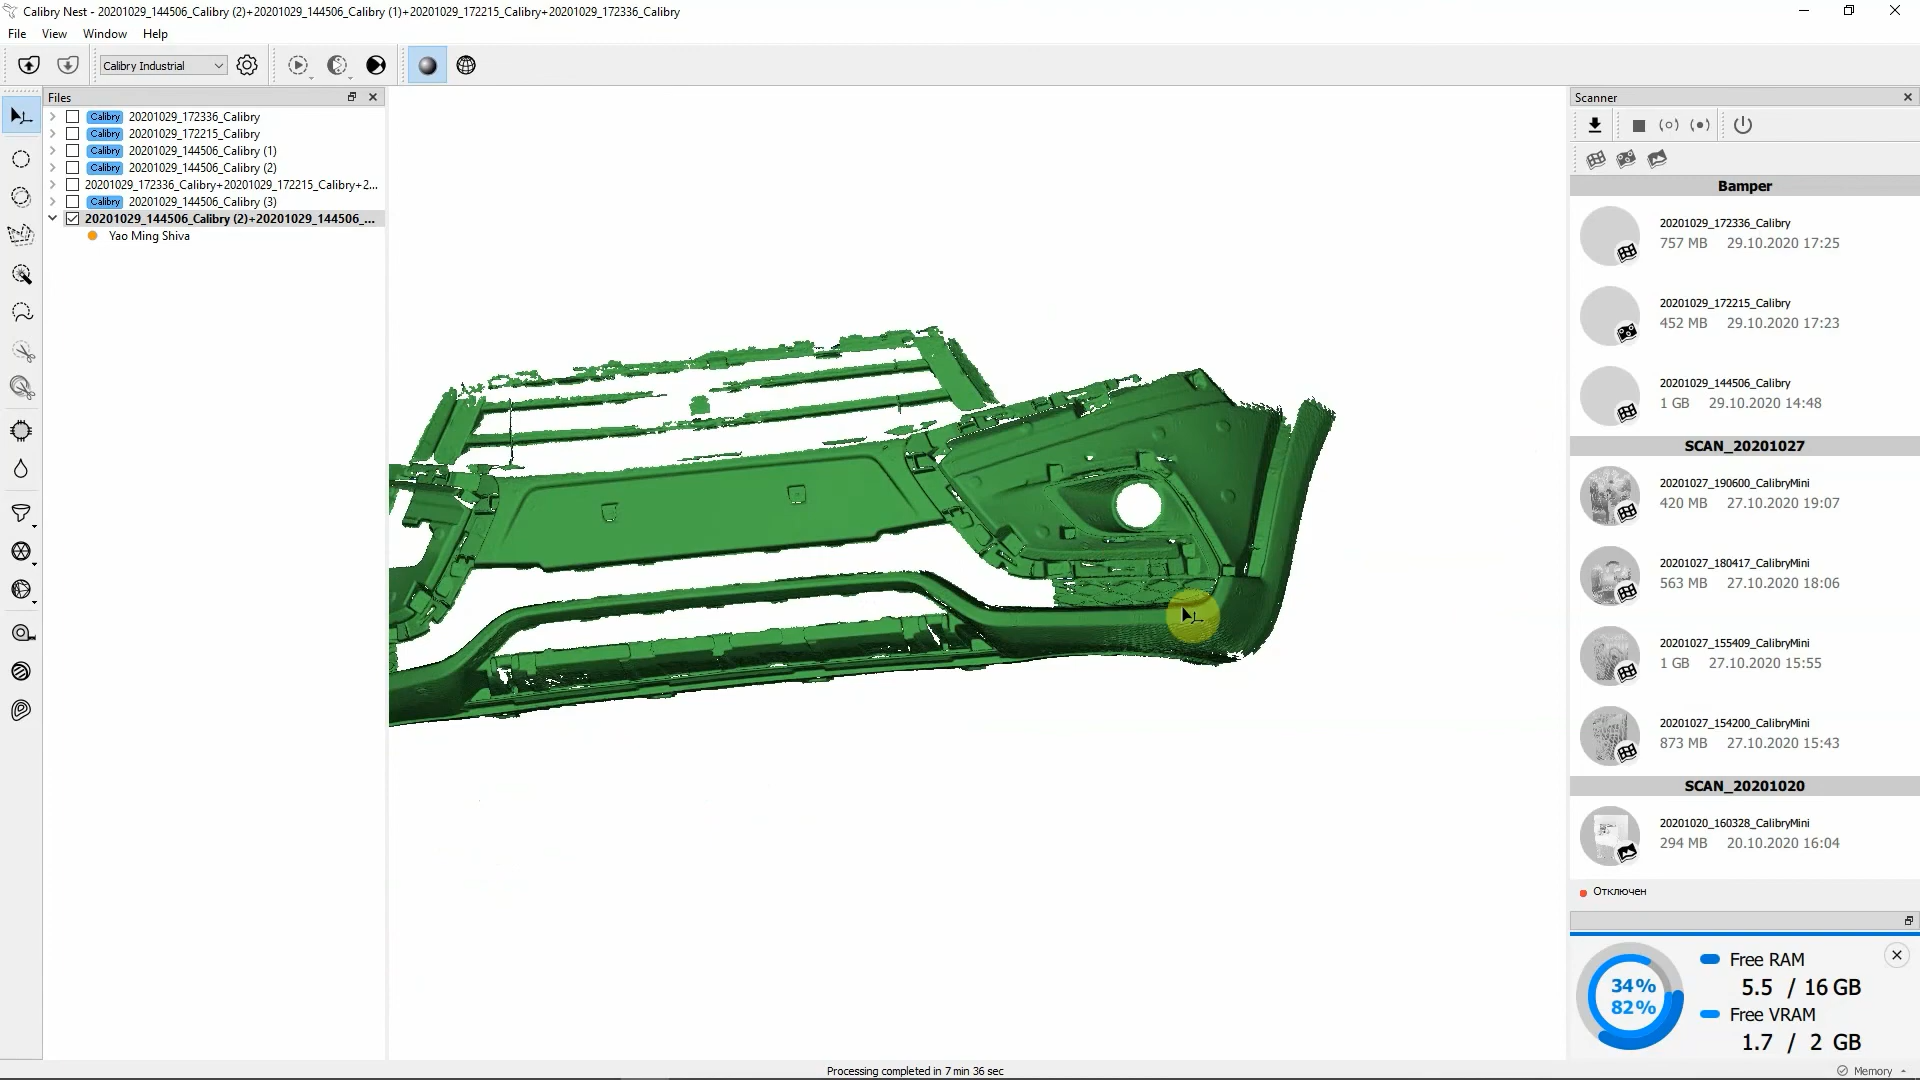 Calibry Nest - 20201029_144506_Calibry (2)+20201029_144506_Calibry (1)+20201029_172215_Calibry+20201029_172336_Calibry
File View Window Help
Calibry Industrial
Files
Calibry 20201029_172336_Calibry
Calibry 20201029_172215_Calibry
Calibry 20201029_144506_Calibry (1)
Calibry 20201029_144506_Calibry (2)
20201029_172336_Calibry+20201029_172215_Calibry+2...
Calibry 20201029_144506_Calibry (3)
20201029_144506_Calibry (2)+20201029_144506_...
Yao Ming Shiva
Scanner
Bamper
20201029_172336_Calibry
757 MB 29.10.2020 17:25
20201029_172215_Calibry
452 MB 29.10.2020 17:23
20201029_144506_Calibry
1 GB 29.10.2020 14:48
SCAN_20201027
20201027_190600_CalibryMini
420 MB 27.10.2020 19:07
20201027_180417_CalibryMini
563 MB 27.10.2020 18:06
20201027_155409_CalibryMini
1 GB 27.10.2020 15:55
20201027_154200_CalibryMini
873 MB 27.10.2020 15:43
SCAN_20201020
20201020_160328_CalibryMini
294 MB 20.10.2020 16:04
Отключен
34%
82%
Free RAM
5.5 / 16 GB
Free VRAM
1.7 / 2 GB
Processing completed in 7 min 36 sec
Memory